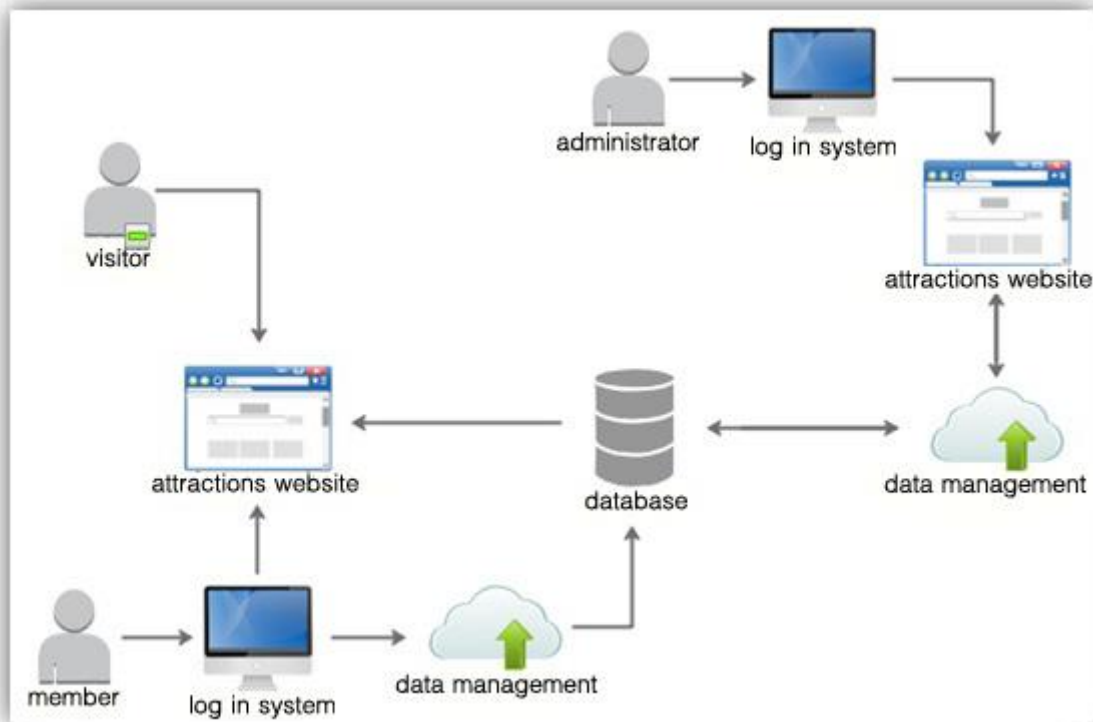 administrator
log in system
visitor
attractions website
attractions website
database
data management
member
log in system
data management